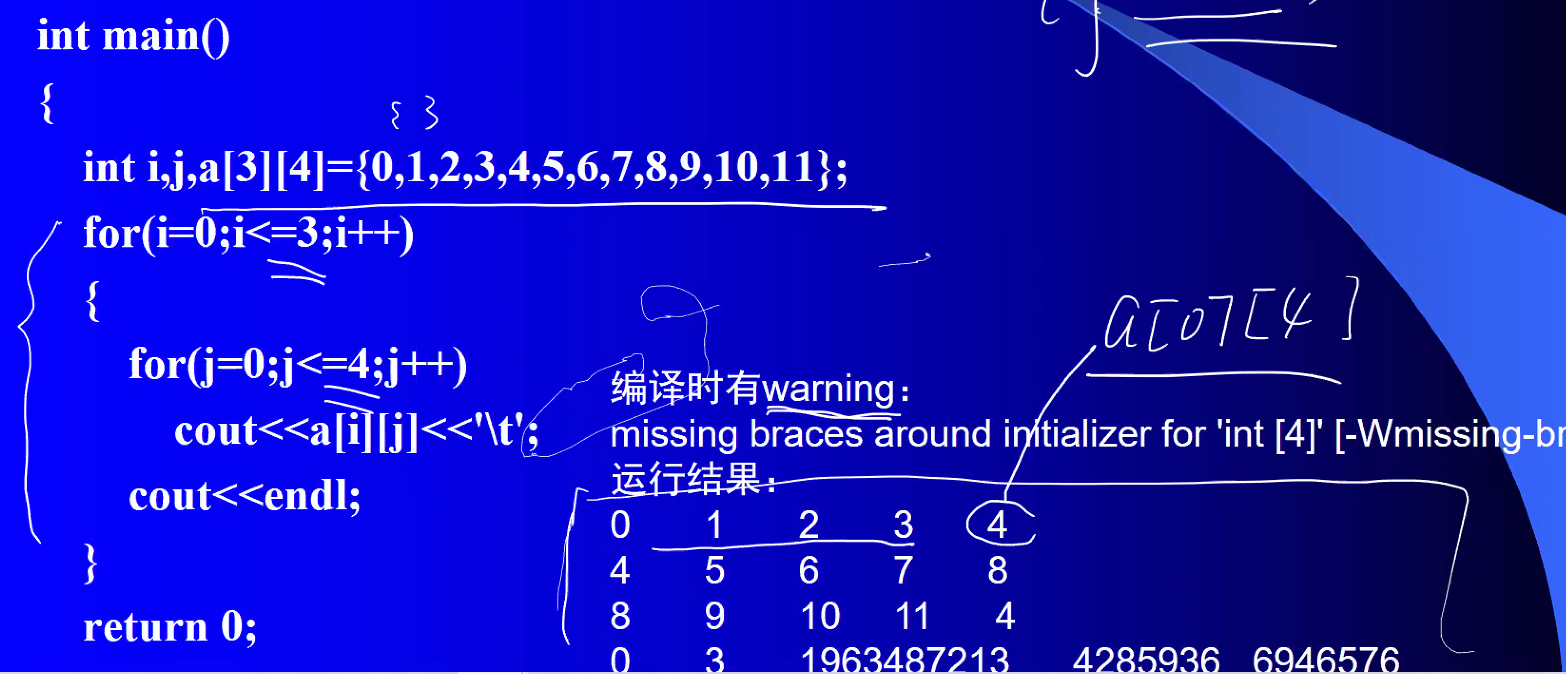 int main()
{
{ }
int i,j,a[3][4]={0,1,2,3,4,5,6,7,8,9,10,11};
for(i=0;i<=3;i++)
{
a[0][4]
for(j=0;j<=4;j++)
编译时有warning：
cout<<a[i][j]<<'\t';
missing braces around initializer for 'int [4]' [-Wmissing-br
运行结果：
cout<<endl;
0 1 2 3 4
}
4 5 6 7 8
8 9 10 11 4
return 0;
0 3 1963487213 4285936 6946576